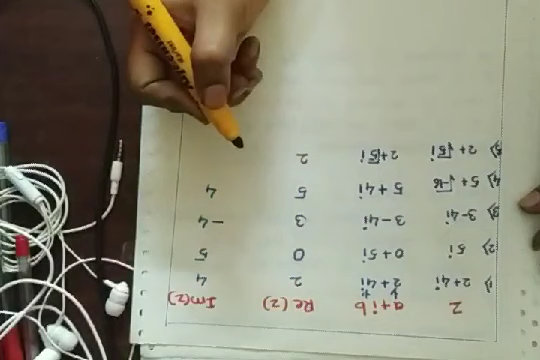 z a+ib Re(z) Im(z)
1) 2+4i 2+4i 2 4
2) 5i 0+5i 0 5
3) 3-4i 3-4i 3 -4
4) 5+√-16 5+4i 5 4
5) 2+√5i 2+√5i 2